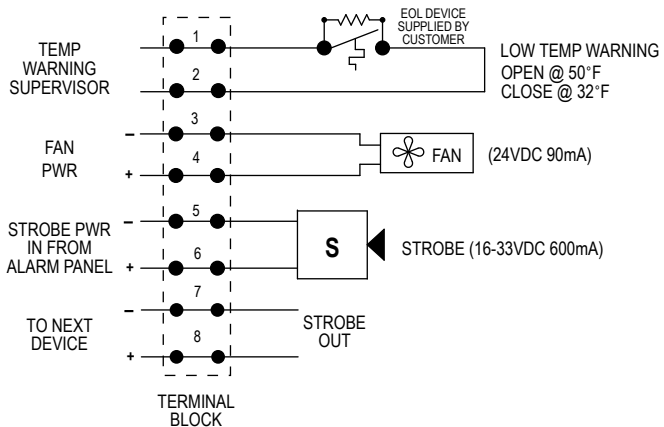 EOL DEVICE
SUPPLIED BY
CUSTOMER
TEMP
WARNING
SUPERVISOR
1
2
LOW TEMP WARNING
OPEN @ 50°F
CLOSE @ 32°F
FAN
PWR
–
+
3
4
FAN
(24VDC 90mA)
STROBE PWR
IN FROM
ALARM PANEL
–
+
5
6
S
STROBE (16-33VDC 600mA)
TO NEXT
DEVICE
–
+
7
8
STROBE
OUT
TERMINAL
BLOCK